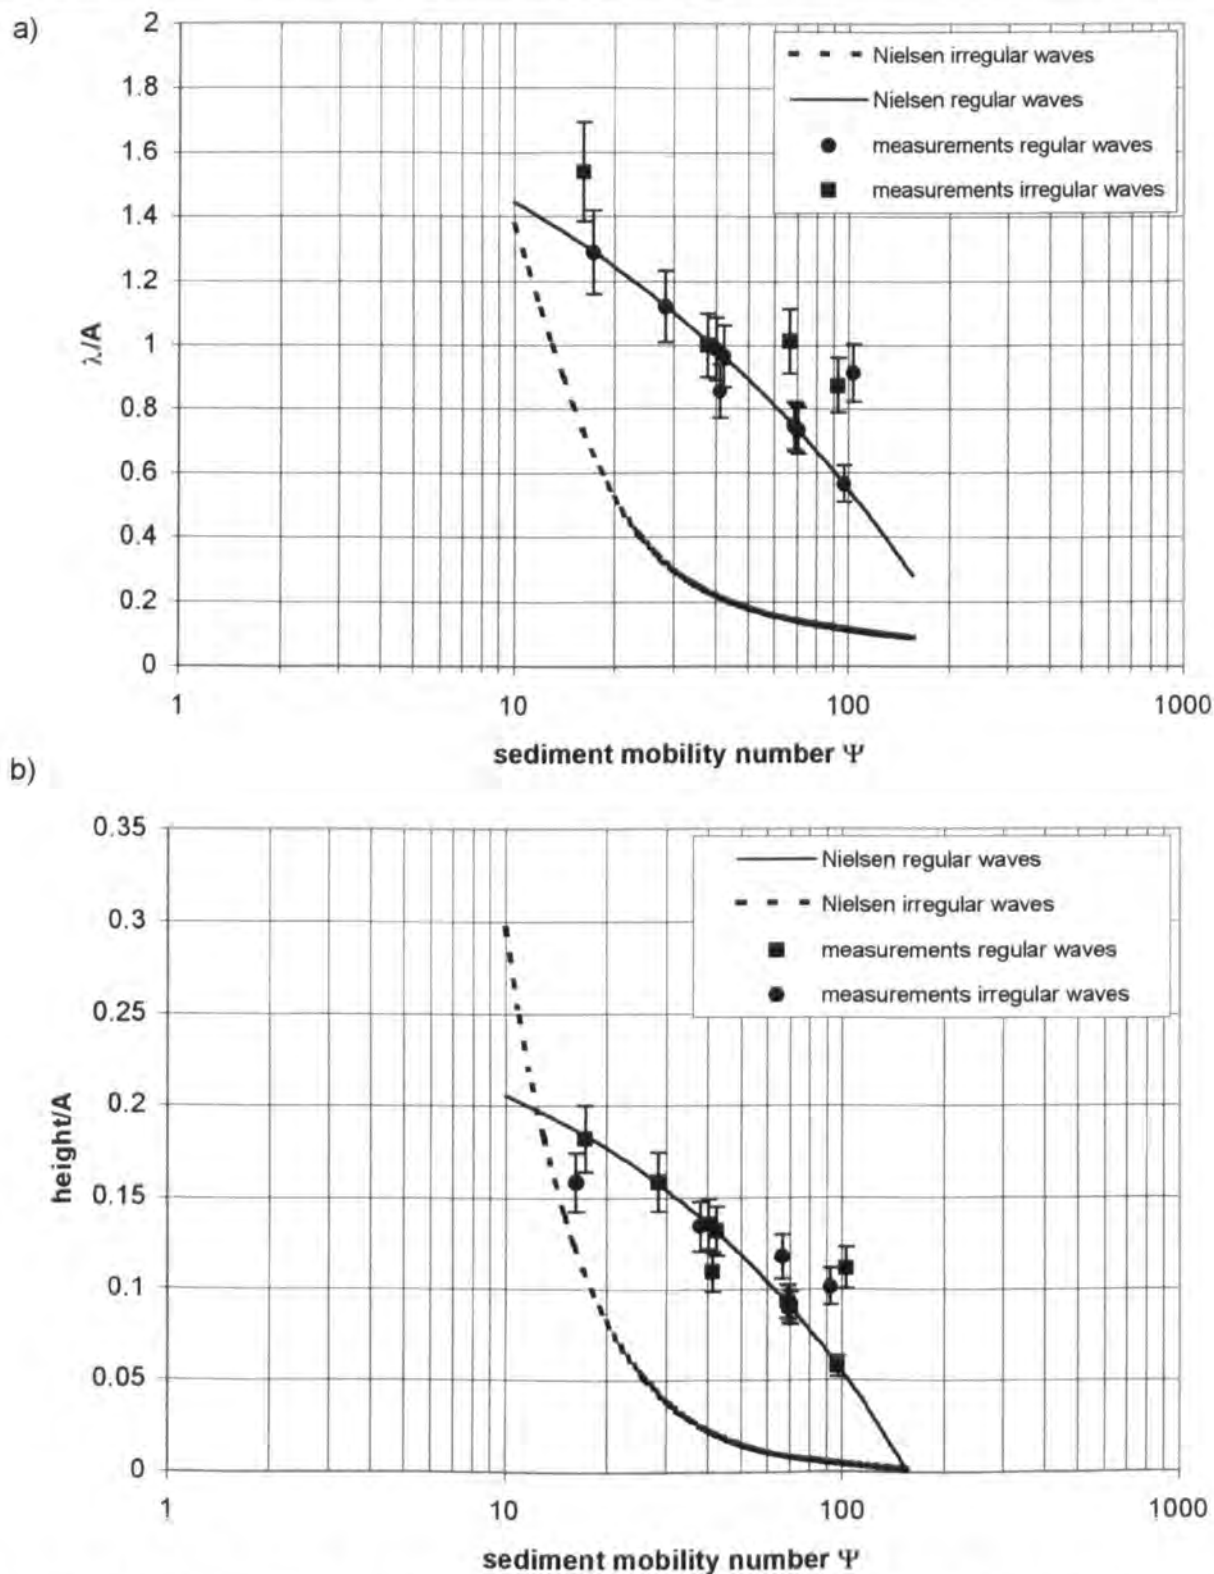 a)
2
1.8
1.6
1.4
1.2
1
0.8
0.6
0.4
0.2
0
λ/A
Nielsen irregular waves
Nielsen regular waves
measurements regular waves
measurements irregular waves
1 10 100 1000
sediment mobility number Ψ
b)
0.35
0.3
0.25
0.2
0.15
0.1
0.05
0
height/A
Nielsen regular waves
Nielsen irregular waves
measurements regular waves
measurements irregular waves
1 10 100 1000
sediment mobility number Ψ